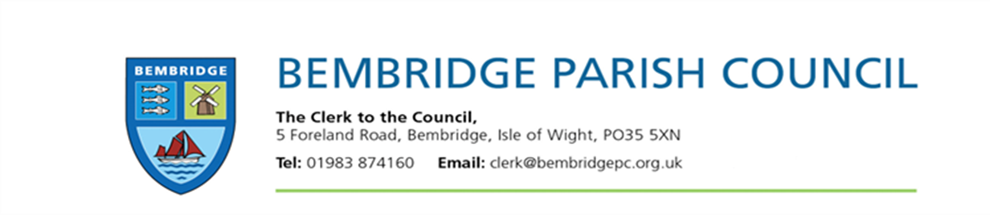 BEMBRIDGE
BEMBRIDGE PARISH COUNCIL
The Clerk to the Council,
5 Foreland Road, Bembridge, Isle of Wight, PO35 5XN
Tel: 01983 874160 Email: clerk@bembridgepc.org.uk